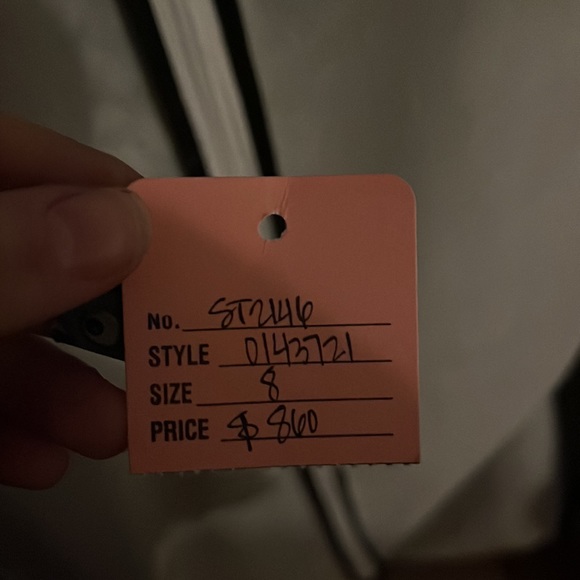 No. ST2146
STYLE 0143721
SIZE 8
PRICE $ 860